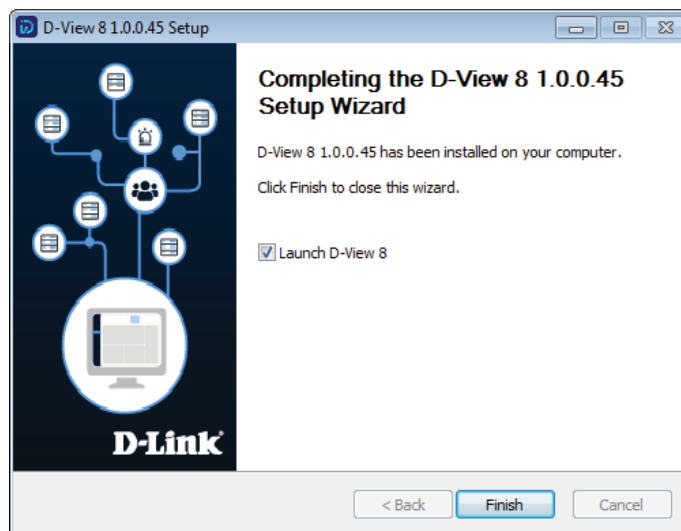 D-View 8 1.0.0.45 Setup
Completing the D-View 8 1.0.0.45
Setup Wizard
D-View 8 1.0.0.45 has been installed on your computer.
Click Finish to close this wizard.
Launch D-View 8
D-Link
< Back
Finish
Cancel